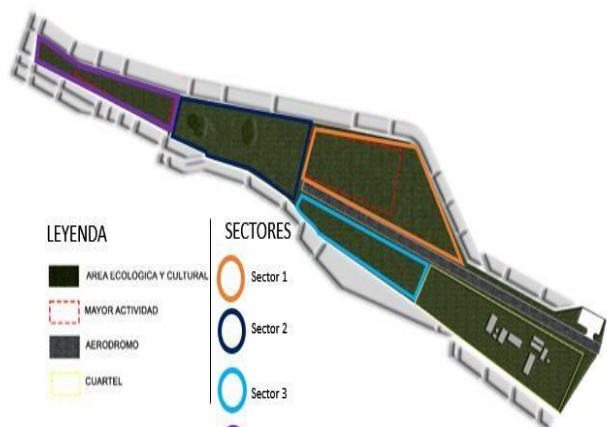 LEYENDA
AREA ECOLOGICA Y CULTURAL
MAYOR ACTIVIDAD
AERODROMO
CUARTEL
SECTORES
Sector 1
Sector 2
Sector 3